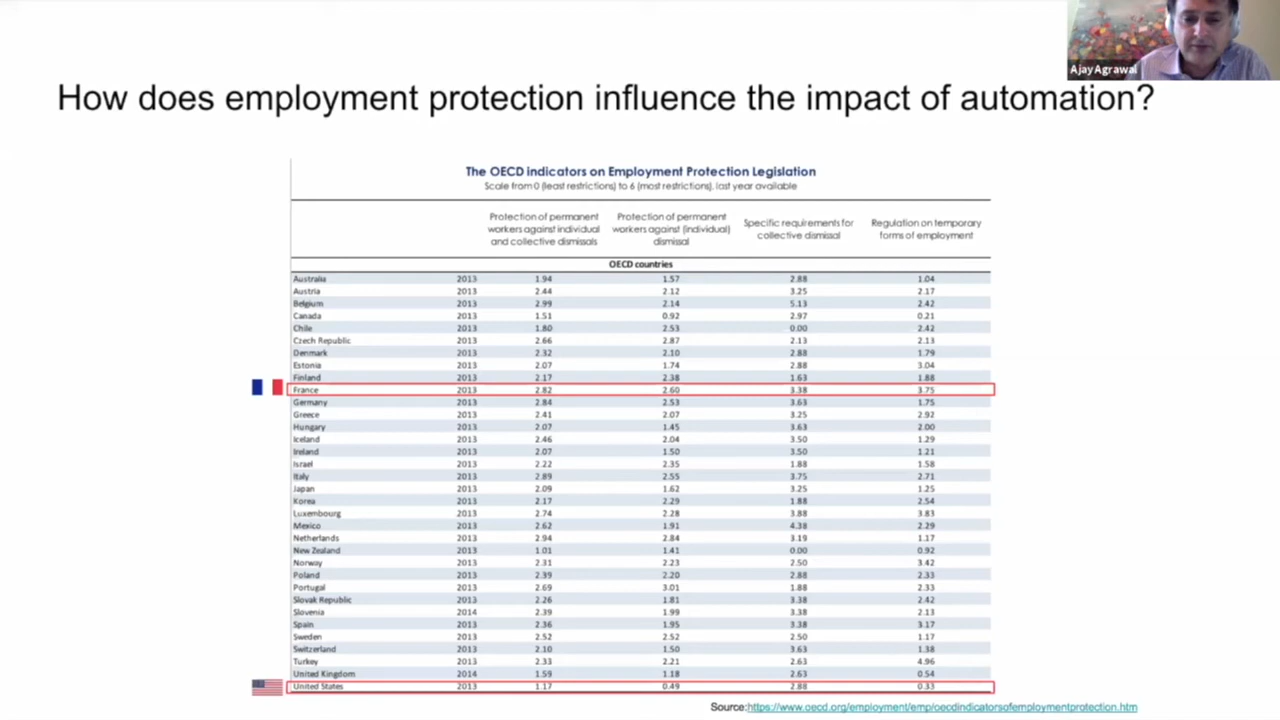 Ajay Agrawal
How does employment protection influence the impact of automation?
The OECD indicators on Employment Protection Legislation
Scale from 0 (least restrictions) to 6 (most restrictions), last year available
Protection of permanent workers against individual and collective dismissals
Protection of permanent workers against (individual) dismissal
Specific requirements for collective dismissal
Regulation on temporary forms of employment
OECD countries
Australia 2013 1.94 1.57 2.88 1.04
Austria 2013 2.44 2.12 3.25 2.17
Belgium 2013 2.99 2.14 5.13 2.42
Canada 2013 1.51 0.92 2.97 0.21
Chile 2013 1.80 2.53 0.00 2.42
Czech Republic 2013 2.66 2.87 2.13 2.13
Denmark 2013 2.32 2.10 2.88 1.79
Estonia 2013 2.07 1.74 2.88 3.04
Finland 2013 2.17 2.38 1.63 1.88
France 2013 2.82 2.60 3.38 3.75
Germany 2013 2.84 2.53 3.63 1.75
Greece 2013 2.41 2.07 3.25 2.92
Hungary 2013 2.07 1.45 3.63 2.00
Iceland 2013 2.46 2.04 3.50 1.29
Ireland 2013 2.07 1.50 3.50 1.21
Israel 2013 2.22 2.35 1.88 1.58
Italy 2013 2.89 2.55 3.75 2.71
Japan 2013 2.09 1.62 3.25 1.25
Korea 2013 2.17 2.29 1.88 2.54
Luxembourg 2013 2.74 2.28 3.88 3.83
Mexico 2013 2.62 1.91 4.38 2.29
Netherlands 2013 2.94 2.84 3.19 1.17
New Zealand 2013 1.01 1.41 0.00 0.92
Norway 2013 2.31 2.23 2.50 3.42
Poland 2013 2.39 2.20 2.88 2.33
Portugal 2013 2.69 3.01 1.88 2.33
Slovak Republic 2013 2.26 1.81 3.38 2.42
Slovenia 2014 2.39 1.99 3.38 2.13
Spain 2013 2.36 1.95 3.38 3.17
Sweden 2013 2.52 2.52 2.50 1.17
Switzerland 2013 2.10 1.50 3.63 1.38
Turkey 2013 2.33 2.21 2.63 4.96
United Kingdom 2014 1.59 1.18 2.63 0.54
United States 2013 1.17 0.49 2.88 0.33
Source:https://www.oecd.org/employment/emp/oecdindicatorsofemploymentprotection.htm